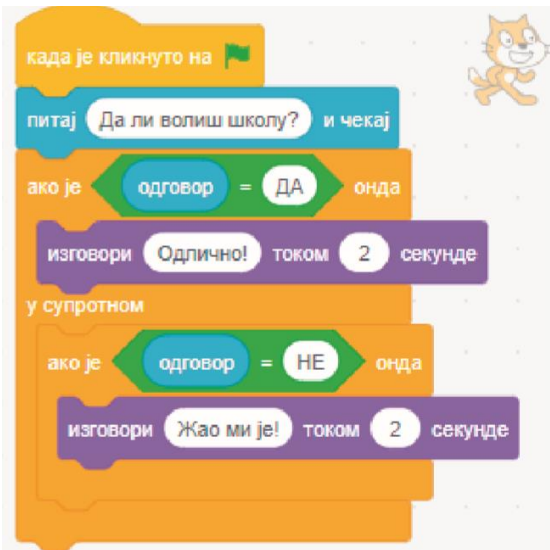 када је кликнуто на
питај Да ли волиш школу? и чекај
ако је одговор = ДА онда
изговори Одлично! током 2 секунде
у супротном
ако је одговор = НЕ онда
изговори Жао ми је! током 2 секунде